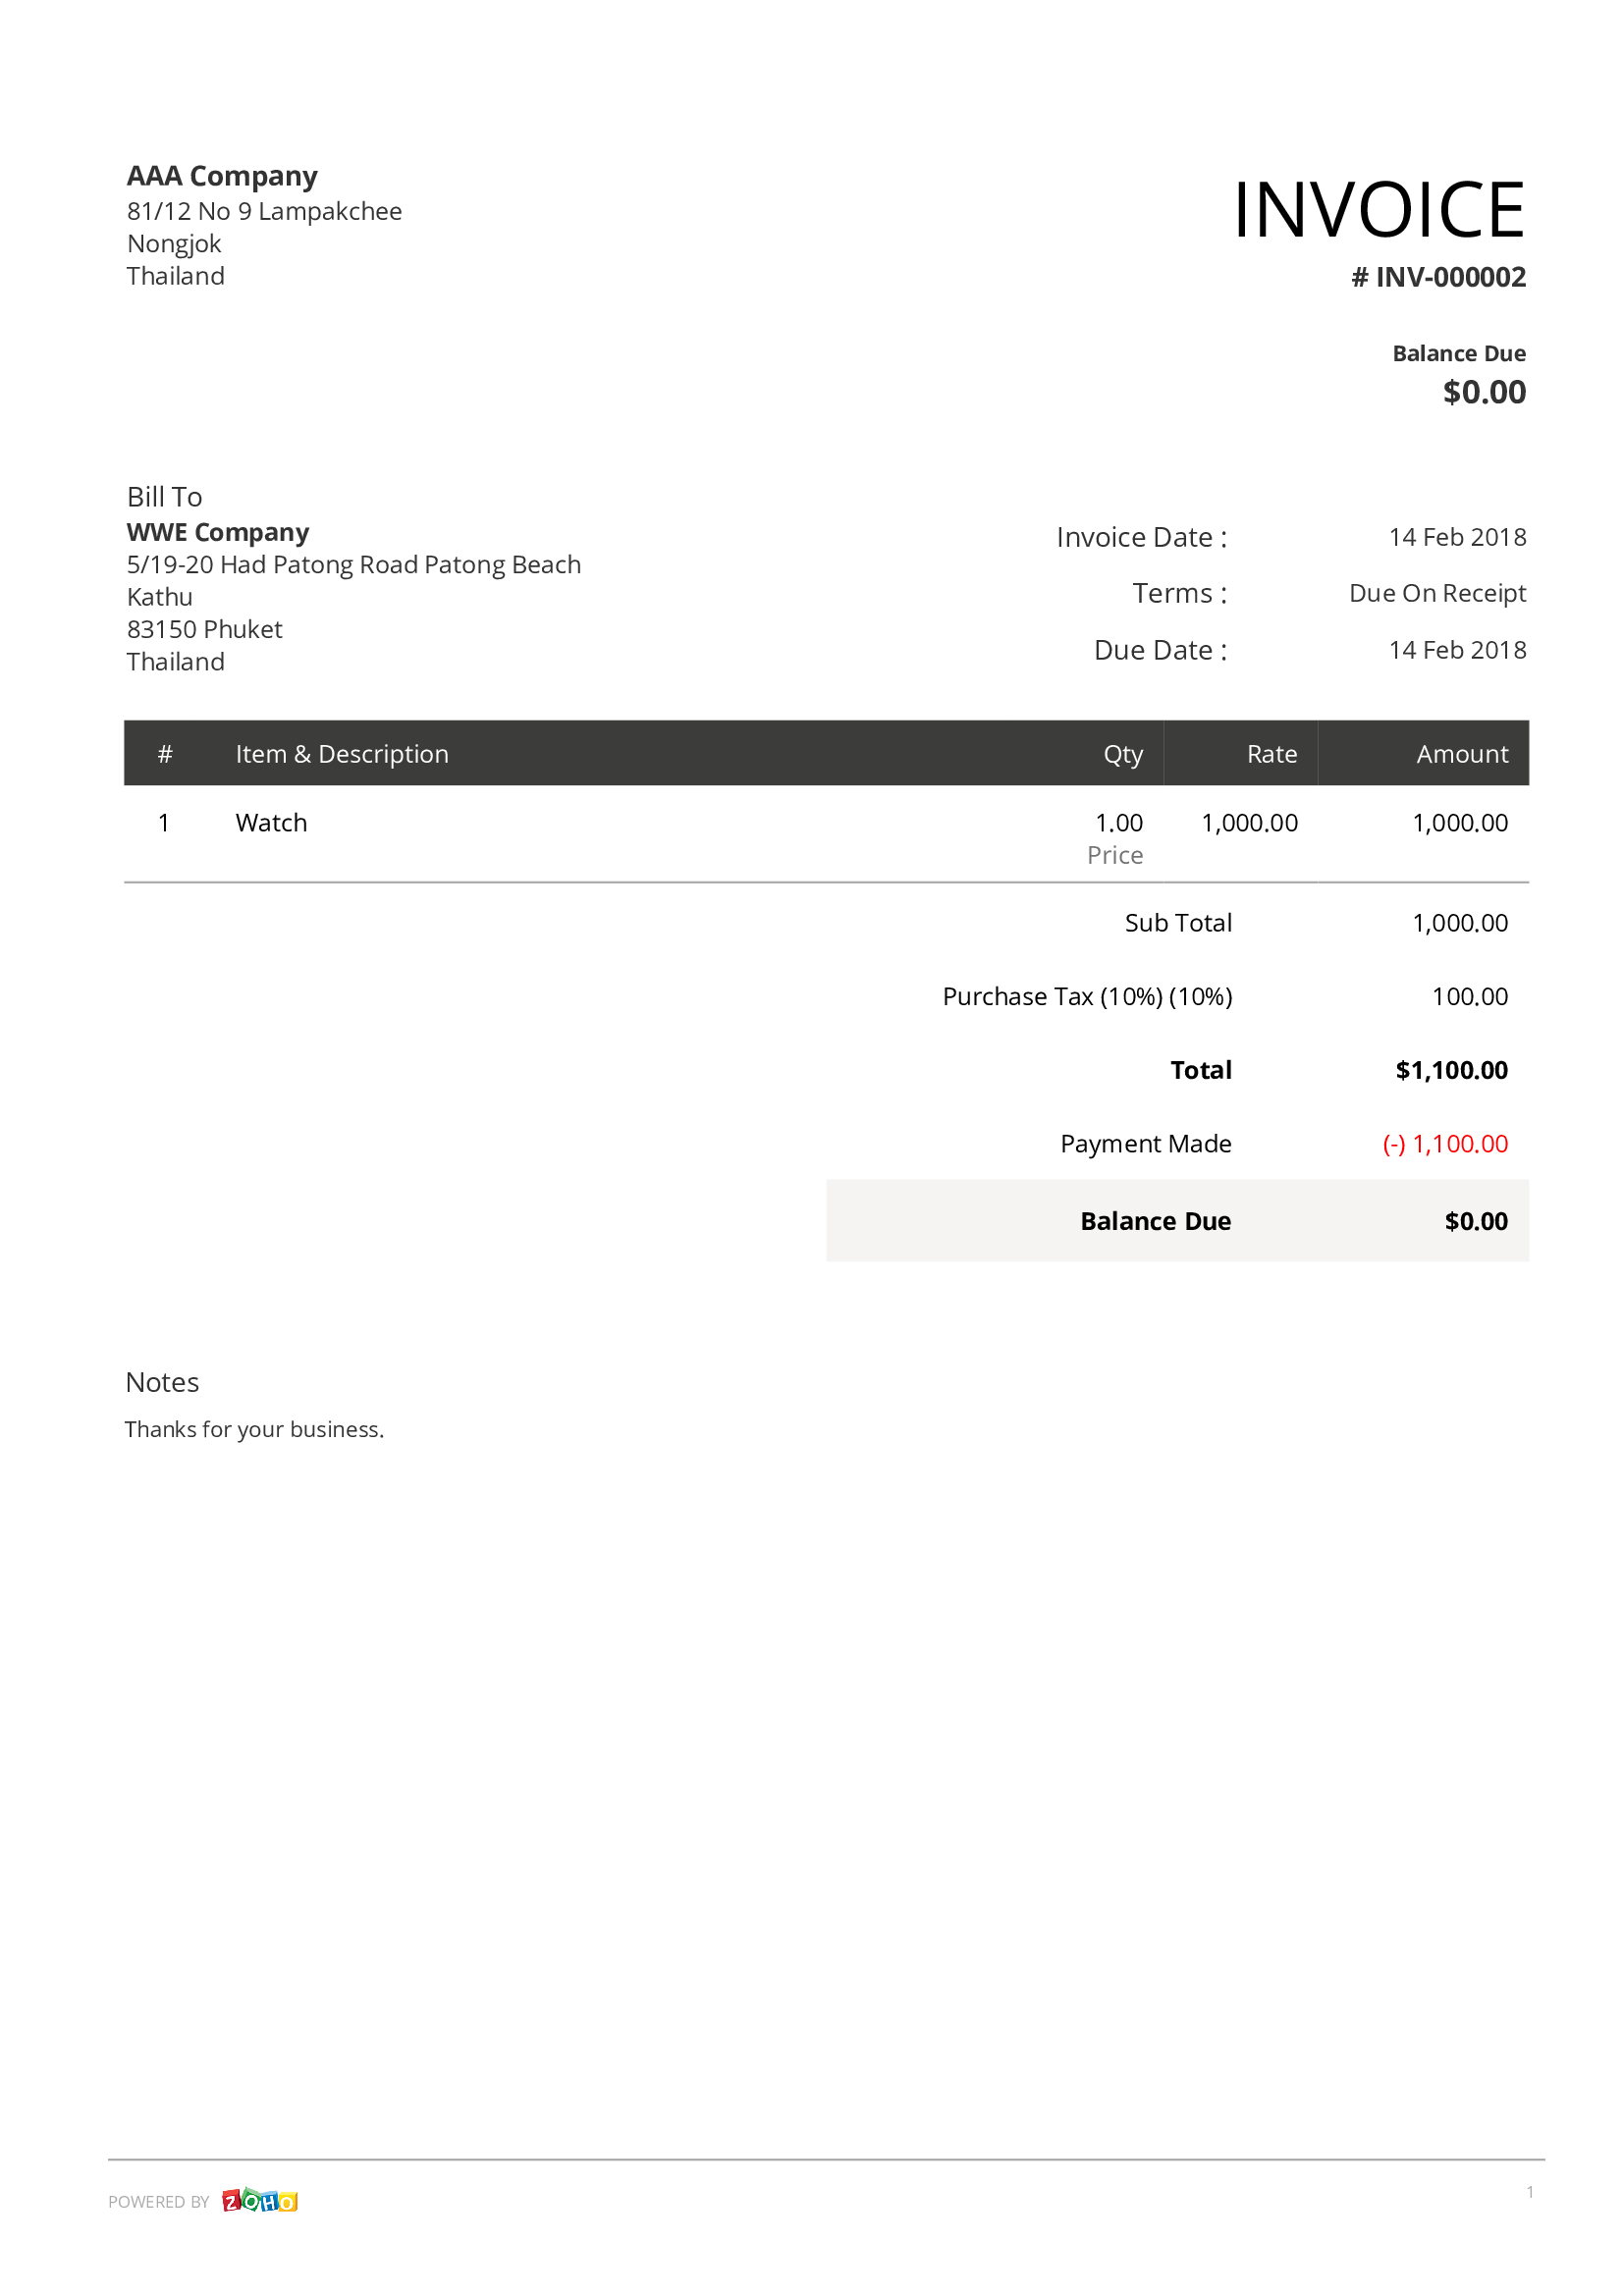 AAA Company
81/12 No 9 Lampakchee
Nongjok
Thailand
INVOICE
# INV-000002
Balance Due
$0.00
Bill To
WWE Company
5/19-20 Had Patong Road Patong Beach
Kathu
83150 Phuket
Thailand
Invoice Date : 14 Feb 2018
Terms : Due On Receipt
Due Date : 14 Feb 2018
# Item & Description Qty Rate Amount
1 Watch 1.00 1,000.00 1,000.00
Price
Sub Total 1,000.00
Purchase Tax (10%) (10%) 100.00
Total $1,100.00
Payment Made (-) 1,100.00
Balance Due $0.00
Notes
Thanks for your business.
POWERED BY ZOHO 1